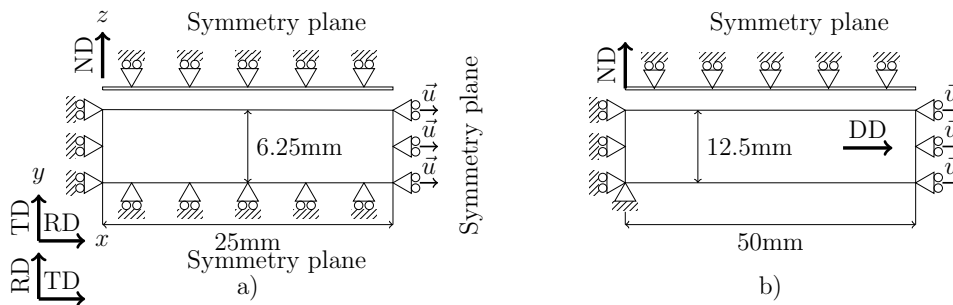 z
Symmetry plane
ND
Symmetry plane
u⃗
u⃗
u⃗
6.25mm
y
TD
RD
x
25mm
Symmetry plane
RD
TD
a)
Symmetry plane
ND
u⃗
u⃗
u⃗
DD
12.5mm
50mm
b)